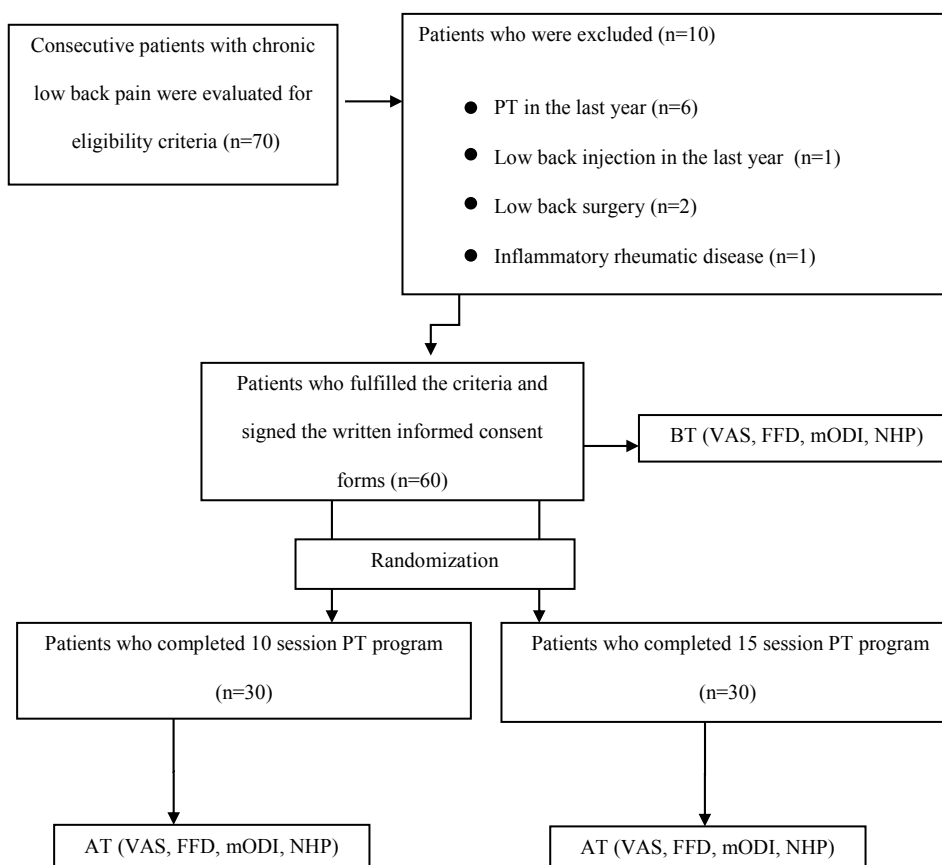 Consecutive patients with chronic
low back pain were evaluated for
eligibility criteria (n=70)
Patients who were excluded (n=10)
● PT in the last year (n=6)
● Low back injection in the last year (n=1)
● Low back surgery (n=2)
● Inflammatory rheumatic disease (n=1)
Patients who fulfilled the criteria and
signed the written informed consent
forms (n=60)
BT (VAS, FFD, mODI, NHP)
Randomization
Patients who completed 10 session PT program
(n=30)
Patients who completed 15 session PT program
(n=30)
AT (VAS, FFD, mODI, NHP)
AT (VAS, FFD, mODI, NHP)